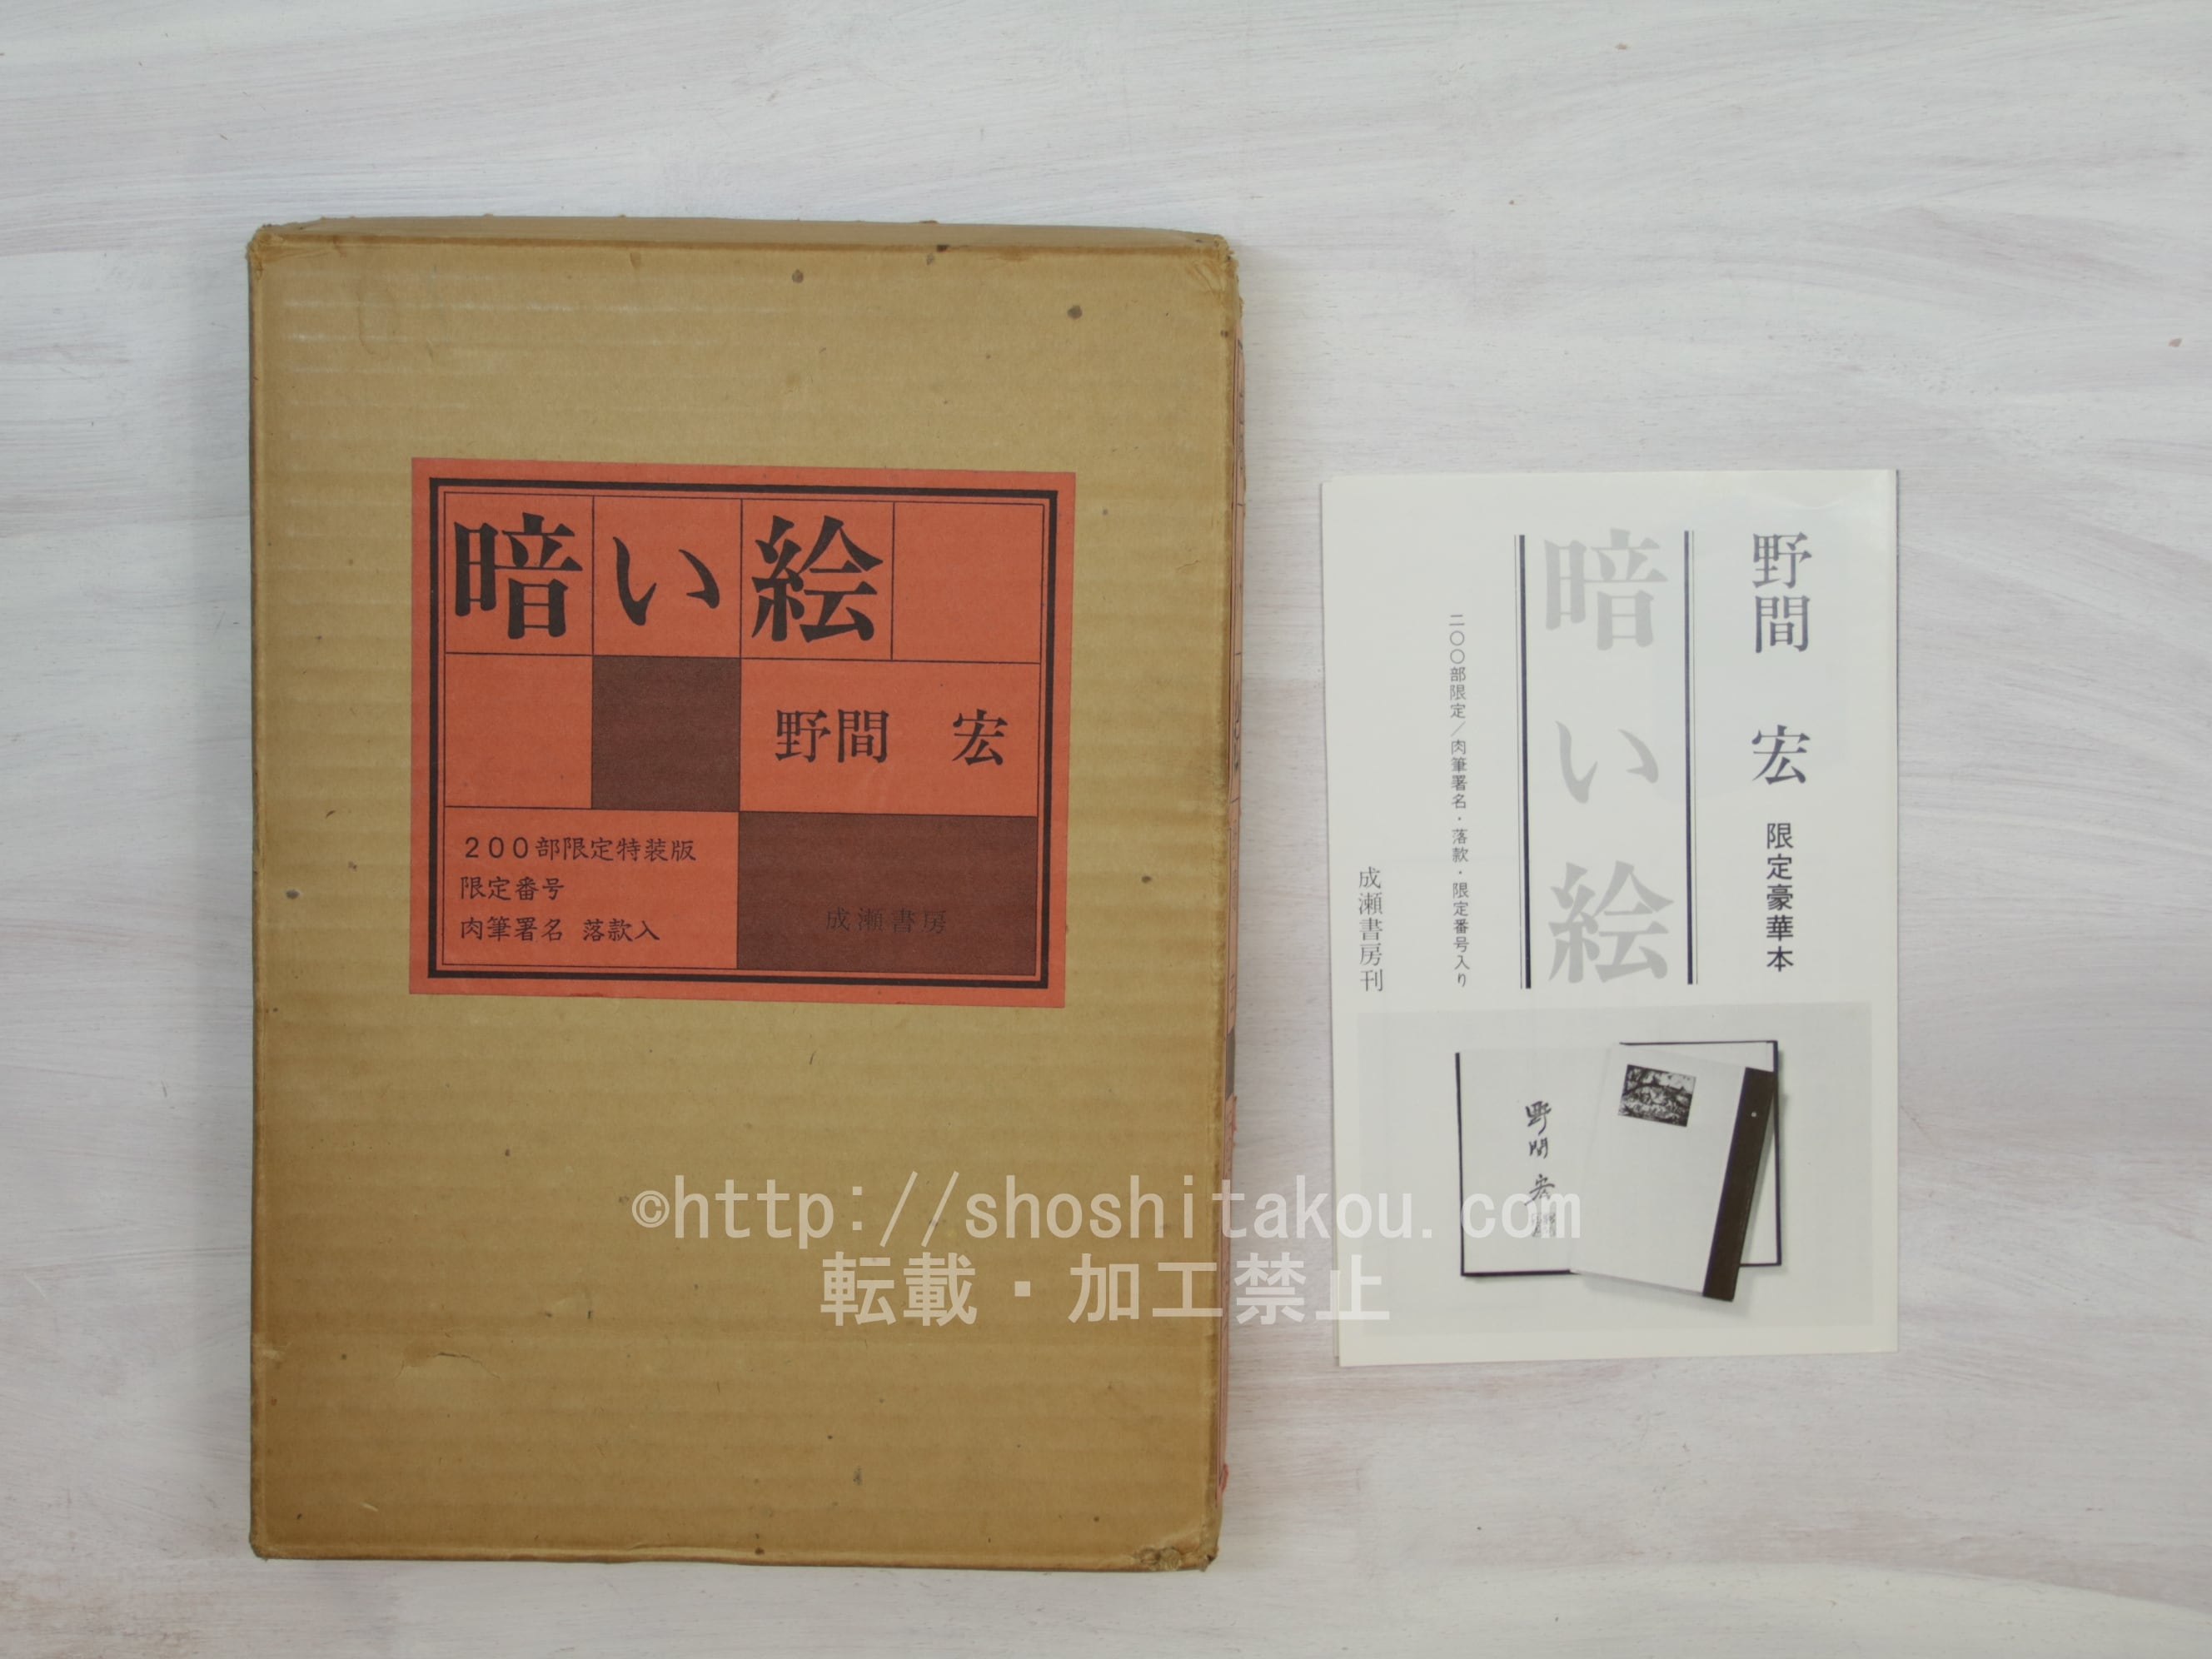 暗い絵
野間 宏
200部限定特装版
限定番号
肉筆署名 落款入
成瀬書房
野間 宏 限定豪華本
暗い絵
二〇〇部限定／肉筆署名・落款・限定番号入り
成瀬書房刊
野間宏
©http://shoshitakou.com
転載・加工禁止